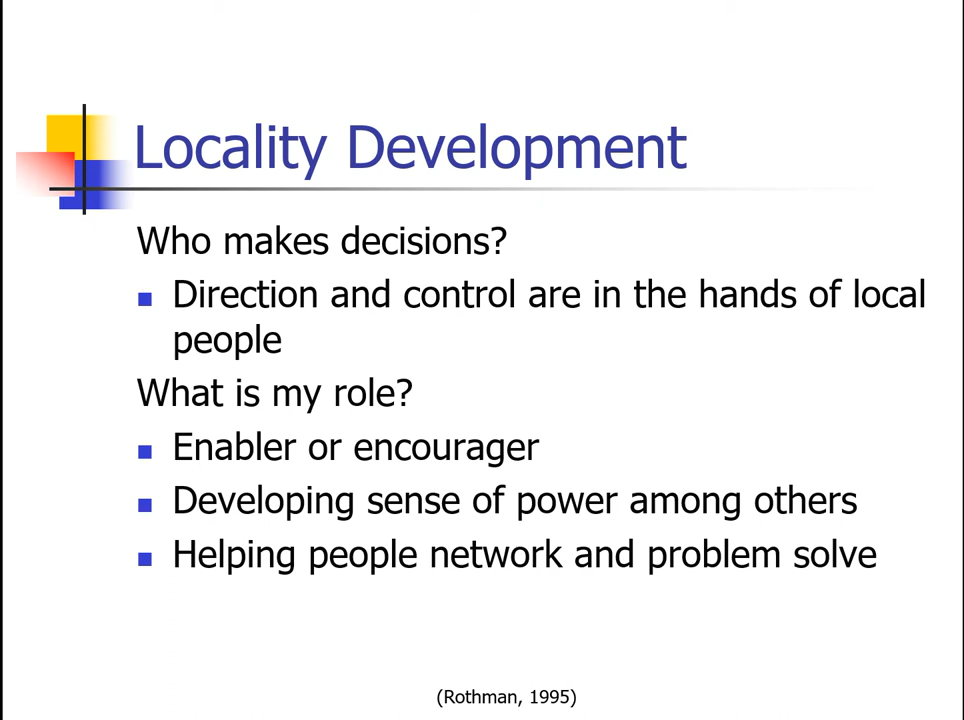 Locality Development
Who makes decisions?
Direction and control are in the hands of local
people
What is my role?
Enabler or encourager
Developing sense of power among others
Helping people network and problem solve
(Rothman, 1995)